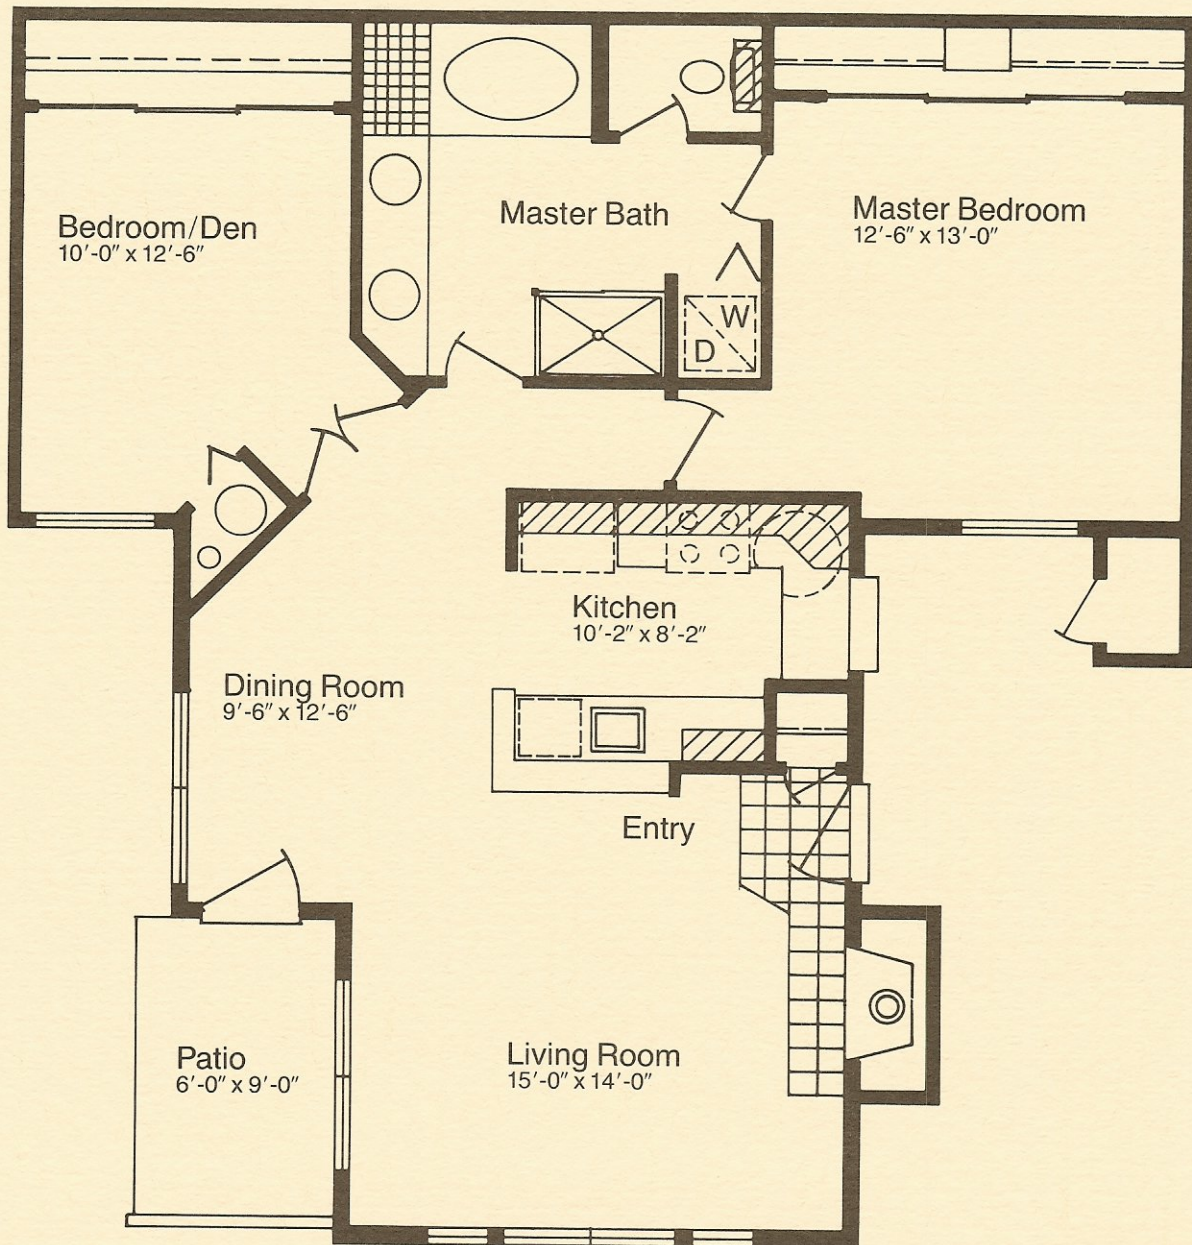 Bedroom/Den
10'-0" x 12'-6"
Master Bath
Master Bedroom
12'-6" x 13'-0"
W
D
Kitchen
10'-2" x 8'-2"
Dining Room
9'-6" x 12'-6"
Entry
Patio
6'-0" x 9'-0"
Living Room
15'-0" x 14'-0"